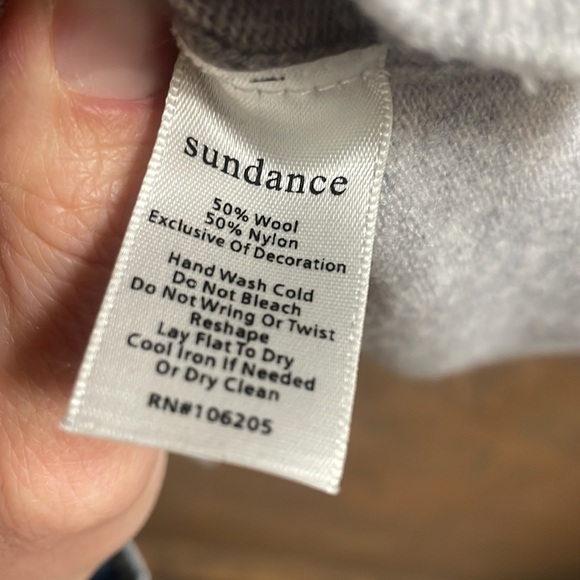 sundance
50% Wool
50% Nylon
Exclusive Of Decoration
Hand Wash Cold
Do Not Bleach
Do Not Wring Or Twist
Reshape
Lay Flat To Dry
Cool Iron If Needed
Or Dry Clean
RN#106205